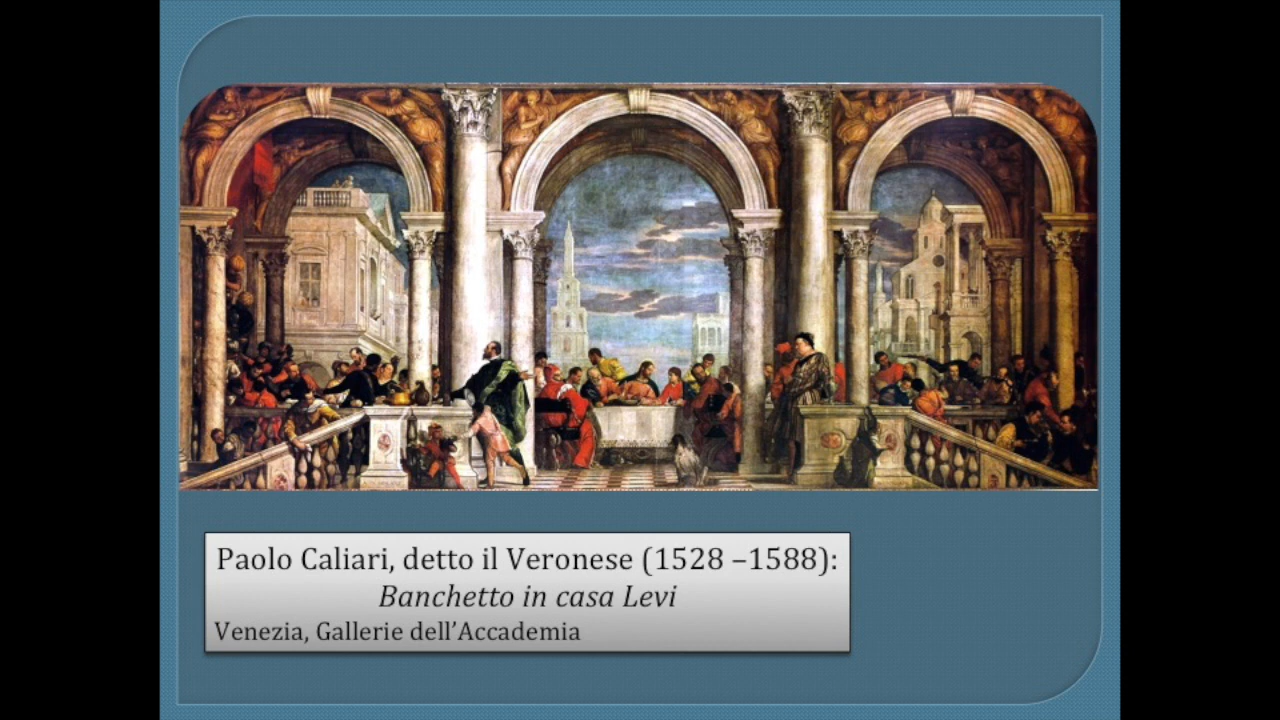 Paolo Caliari, detto il Veronese (1528 –1588):
Banchetto in casa Levi
Venezia, Gallerie dell’Accademia